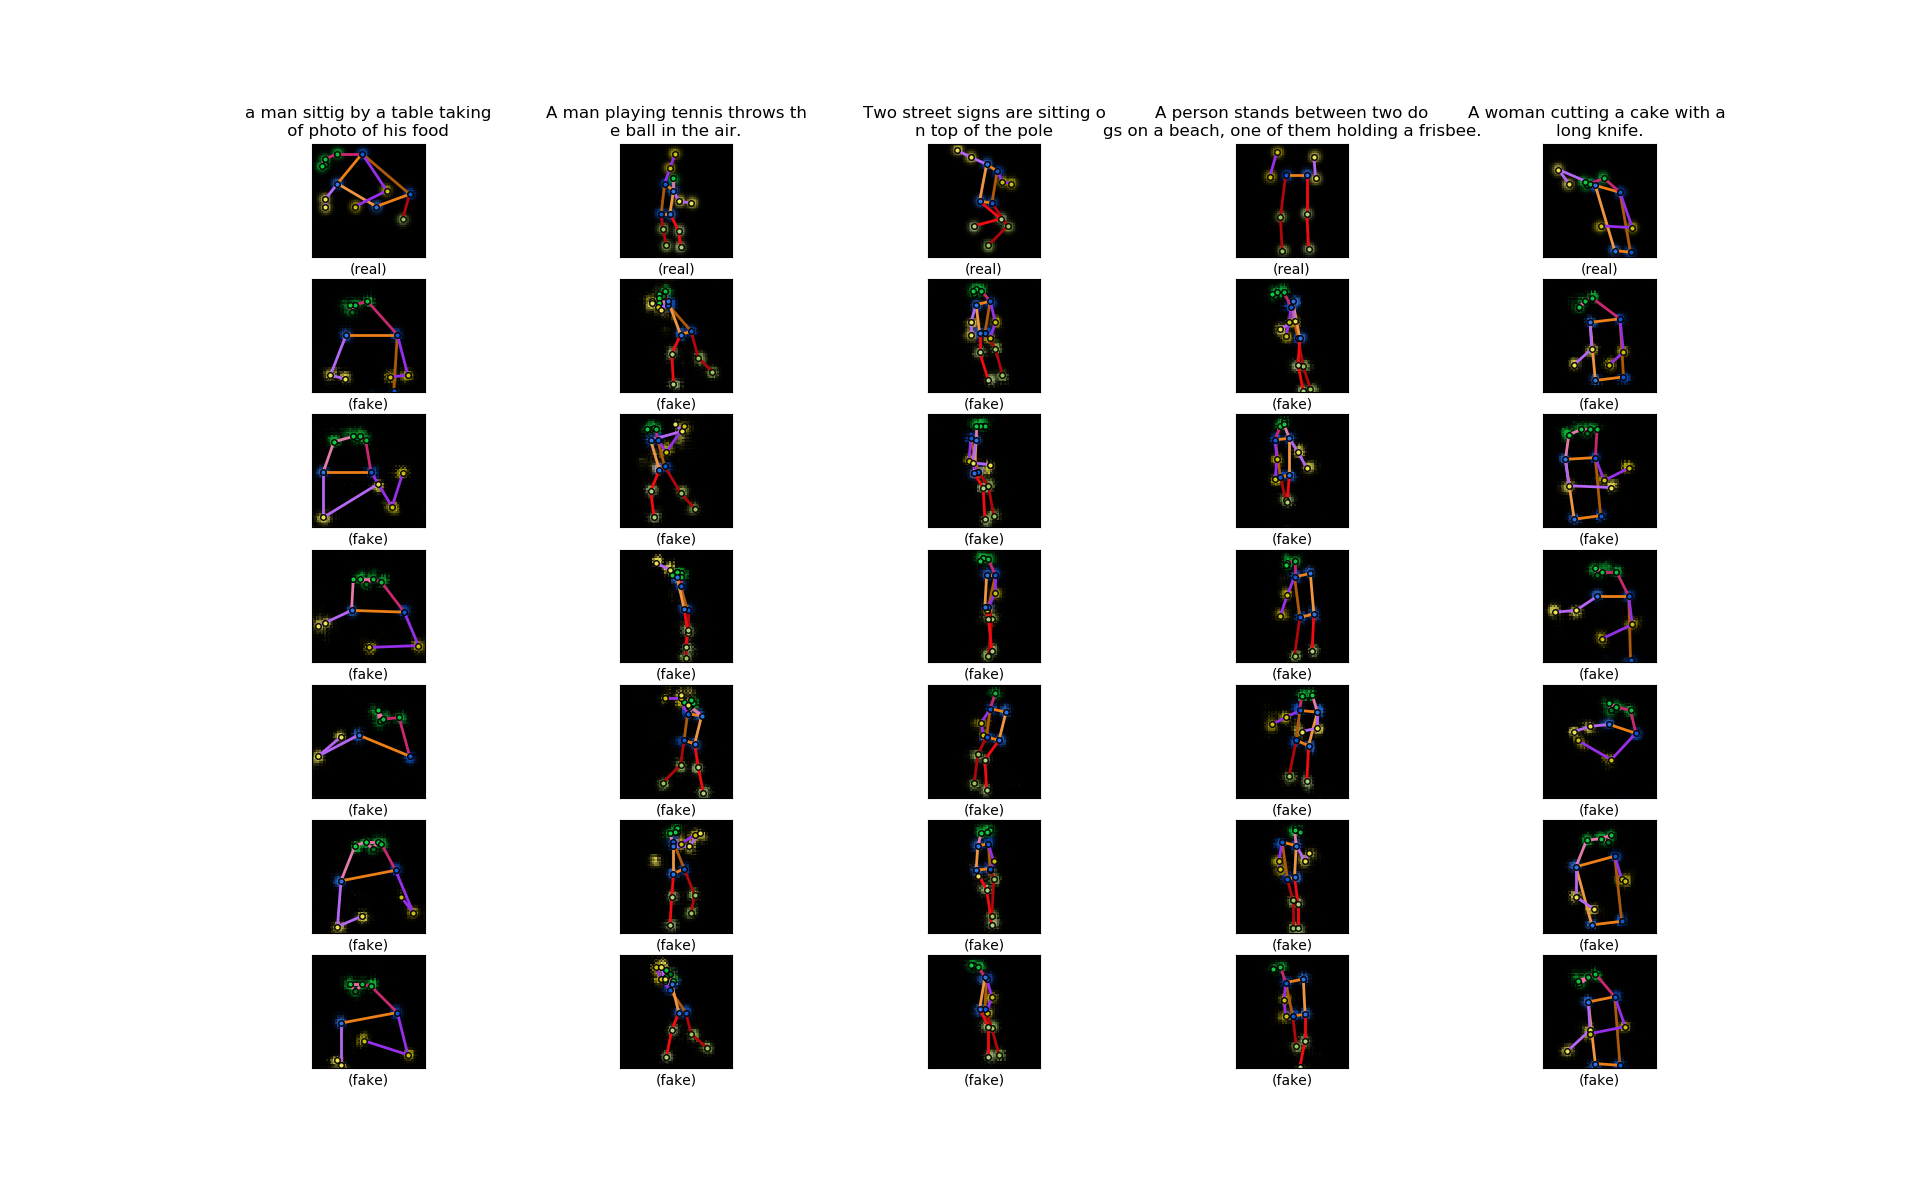 a man sittig by a table taking
of photo of his food
A man playing tennis throws th
e ball in the air.
Two street signs are sitting o
n top of the pole
A person stands between two do
gs on a beach, one of them holding a frisbee.
A woman cutting a cake with a
long knife.
(real) (real) (real) (real) (real)
(fake) (fake) (fake) (fake) (fake)
(fake) (fake) (fake) (fake) (fake)
(fake) (fake) (fake) (fake) (fake)
(fake) (fake) (fake) (fake) (fake)
(fake) (fake) (fake) (fake) (fake)
(fake) (fake) (fake) (fake) (fake)